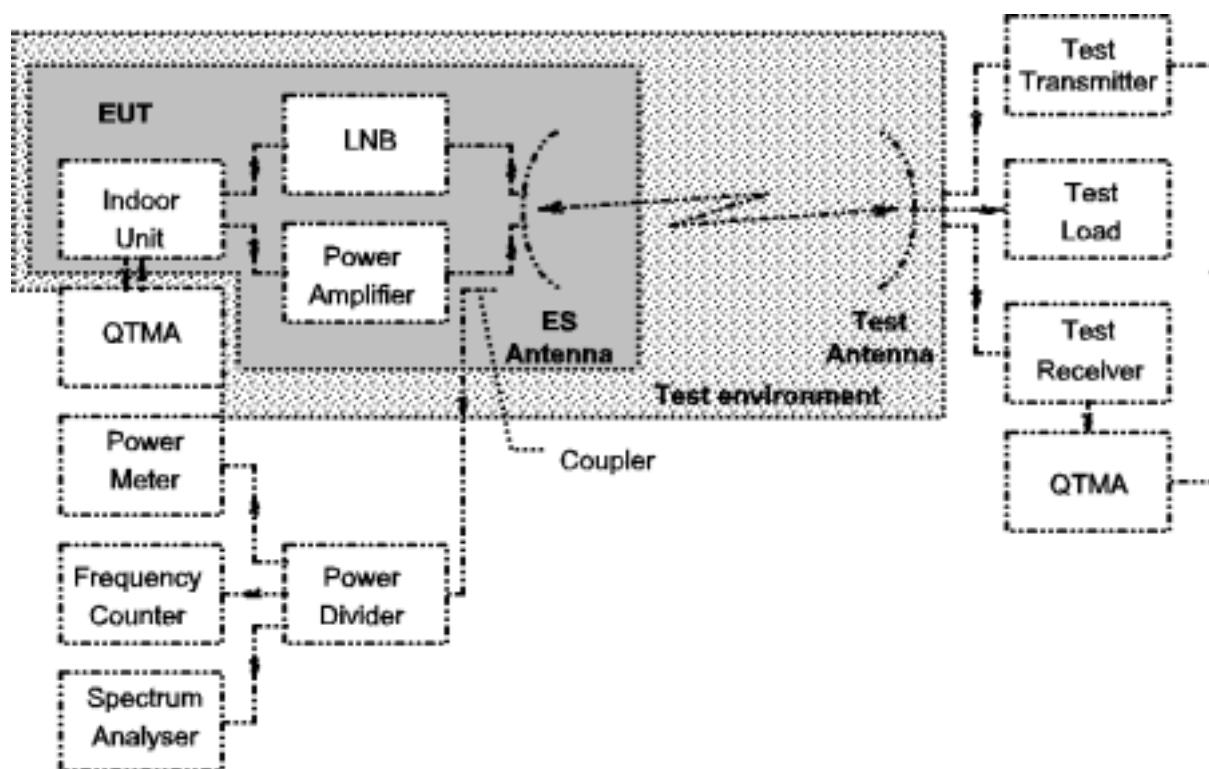 EUT
LNB
Indoor
Unit
Power
Amplifier
QTMA
ES
Antenna
Test
Antenna
Test environment
Test
Transmitter
Test
Load
Test
Receiver
QTMA
Power
Meter
Coupler
Frequency
Counter
Power
Divider
Spectrum
Analyser